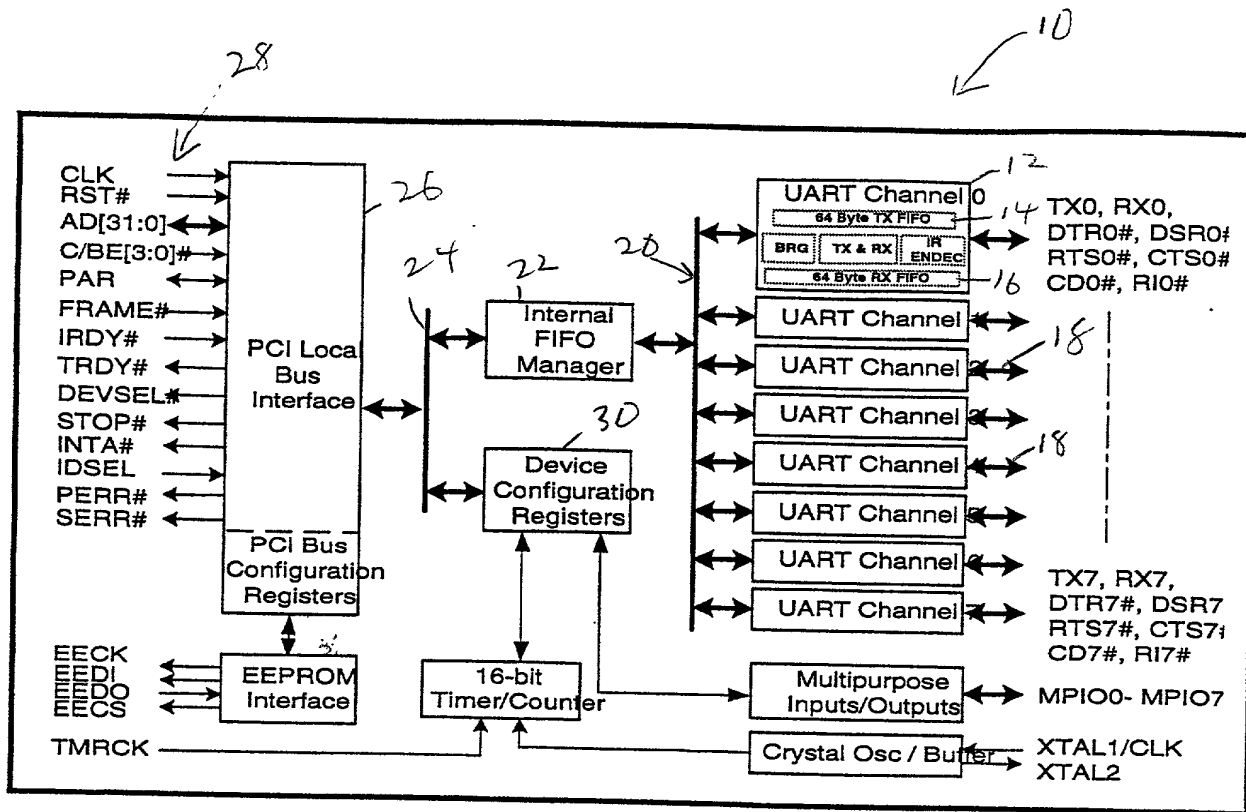 10
28
CLK
RST#
AD[31:0]
C/BE[3:0]#
PAR
FRAME#
IRDY#
TRDY#
DEVSEL#
STOP#
INTA#
IDSEL
PERR#
SERR#
26
PCI Local
Bus
Interface
PCI Bus
Configuration
Registers
EECK
EEDI
EEDO
EECS
EEPROM
Interface
TMRCK
24
22
Internal
FIFO
Manager
30
Device
Configuration
Registers
16-bit
Timer/Counter
20
12
UART Channel 0
64 Byte TX FIFO
14
BRG
TX & RX
IR
ENDEC
64 Byte RX FIFO
16
UART Channel
UART Channel
18
UART Channel
UART Channel 4
18
UART Channel
UART Channel
UART Channel
TX0, RX0,
DTR0#, DSR0#
RTS0#, CTS0#
CD0#, RI0#
TX7, RX7,
DTR7#, DSR7
RTS7#, CTS7#
CD7#, RI7#
Multipurpose
Inputs/Outputs
MPIO0- MPIO7
Crystal Osc / Buffer
XTAL1/CLK
XTAL2